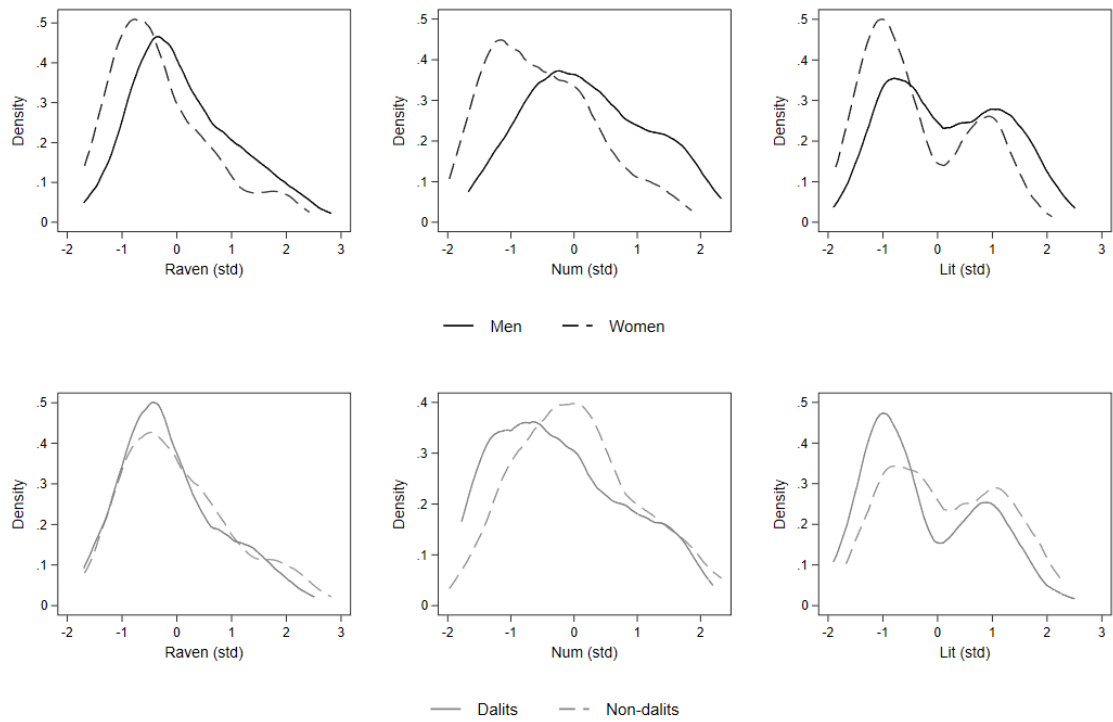 .5 .4 .3 .2 .1 0
Density
-2 -1 0 1 2 3
Raven (std)
.5 .4 .3 .2 .1 0
Density
-2 -1 0 1 2
Num (std)
.5 .4 .3 .2 .1 0
Density
-2 -1 0 1 2 3
Lit (std)
Men Women
.5 .4 .3 .2 .1 0
Density
-2 -1 0 1 2 3
Raven (std)
.4 .3 .2 .1 0
Density
-2 -1 0 1 2
Num (std)
.5 .4 .3 .2 .1 0
Density
-2 -1 0 1 2 3
Lit (std)
Dalits Non-dalits